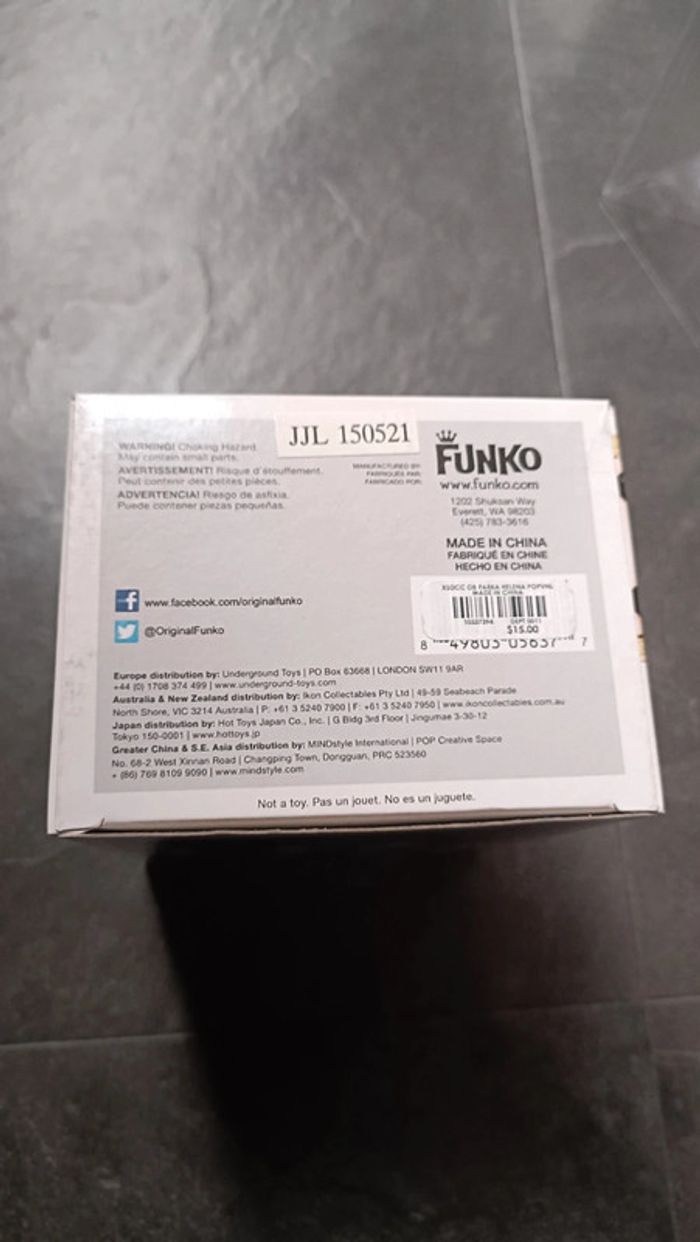 JJL 150521
WARNING! Choking Hazard.
May contain small parts.
AVERTISSEMENT! Risque d'étouffement.
Peut contenir des petites pièces.
ADVERTENCIA! Riesgo de asfixia.
Puede contener piezas pequeñas.
MANUFACTURED BY:
FABRIQUÉ PAR:
FABRICADO POR:
FUNKO
www.funko.com
1202 Shuksan Way
Everett, WA 98203
(425) 783-3616
MADE IN CHINA
FABRIQUÉ EN CHINE
HECHO EN CHINA
MADE IN CHINA
$15.00
8 49803 05637 7
www.facebook.com/originalfunko
@OriginalFunko
Europe distribution by: Underground Toys | PO Box 63668 | LONDON SW11 9AR
+44 (0) 1708 374 499 | www.underground-toys.com
Australia & New Zealand distribution by: Ikon Collectables Pty Ltd | 49-59 Seabeach Parade
North Shore, VIC 3214 Australia | P: +61 3 5240 7900 | F: +61 3 5240 7950 | www.ikoncollectables.com.au
Japan distribution by: Hot Toys Japan Co., Inc. | G Bldg 3rd Floor | Jingumae 3-30-12
Tokyo 150-0001 | www.hottoys.jp
Greater China & S.E. Asia distribution by: MINDstyle International | POP Creative Space
No. 68-2 West Xinnan Road | Changping Town, Dongguan, PRC 523560
+ (86) 769 8109 9090 | www.mindstyle.com
Not a toy. Pas un jouet. No es un juguete.